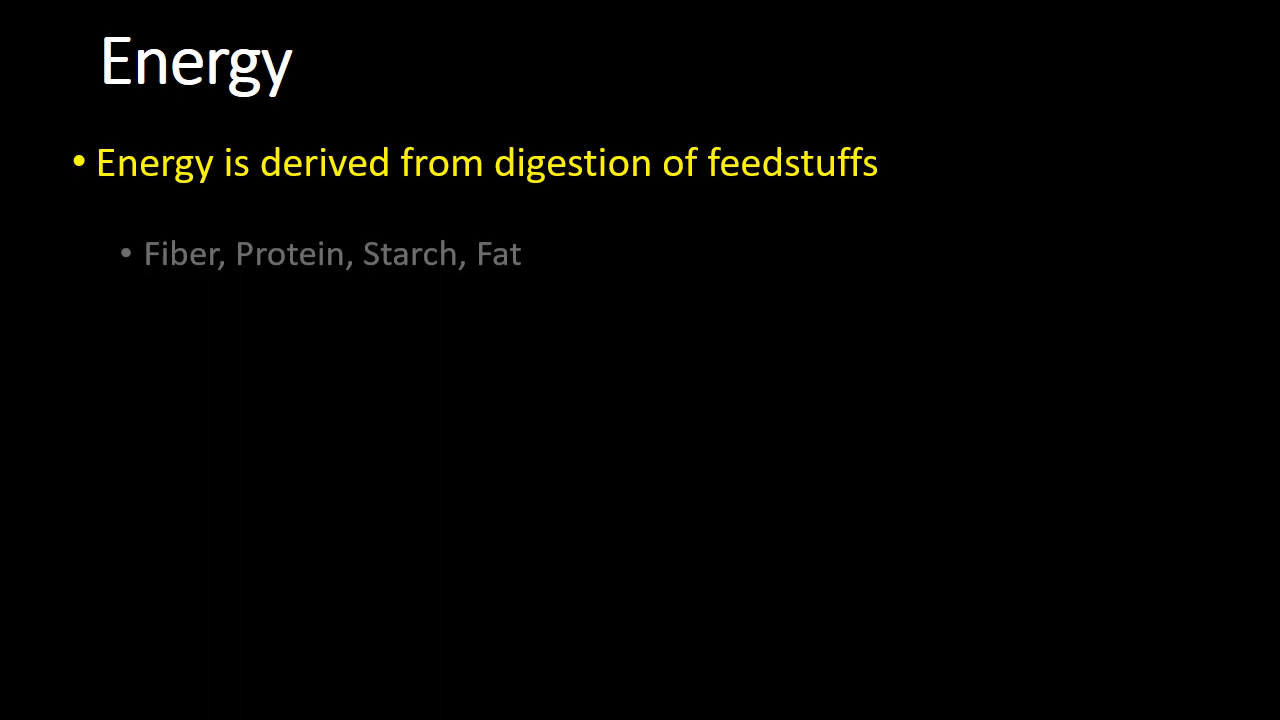 Energy
• Energy is derived from digestion of feedstuffs
• Fiber, Protein, Starch, Fat